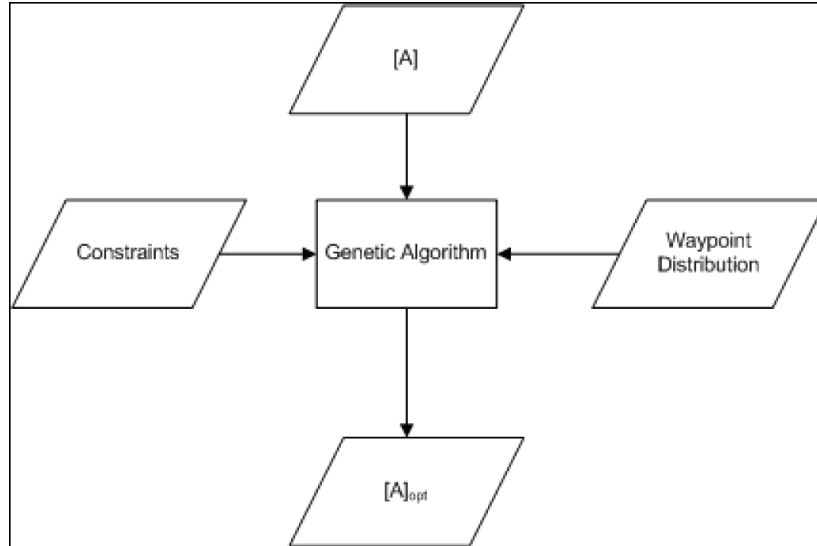 [A]
Constraints
Genetic Algorithm
Waypoint
Distribution
[A]opt